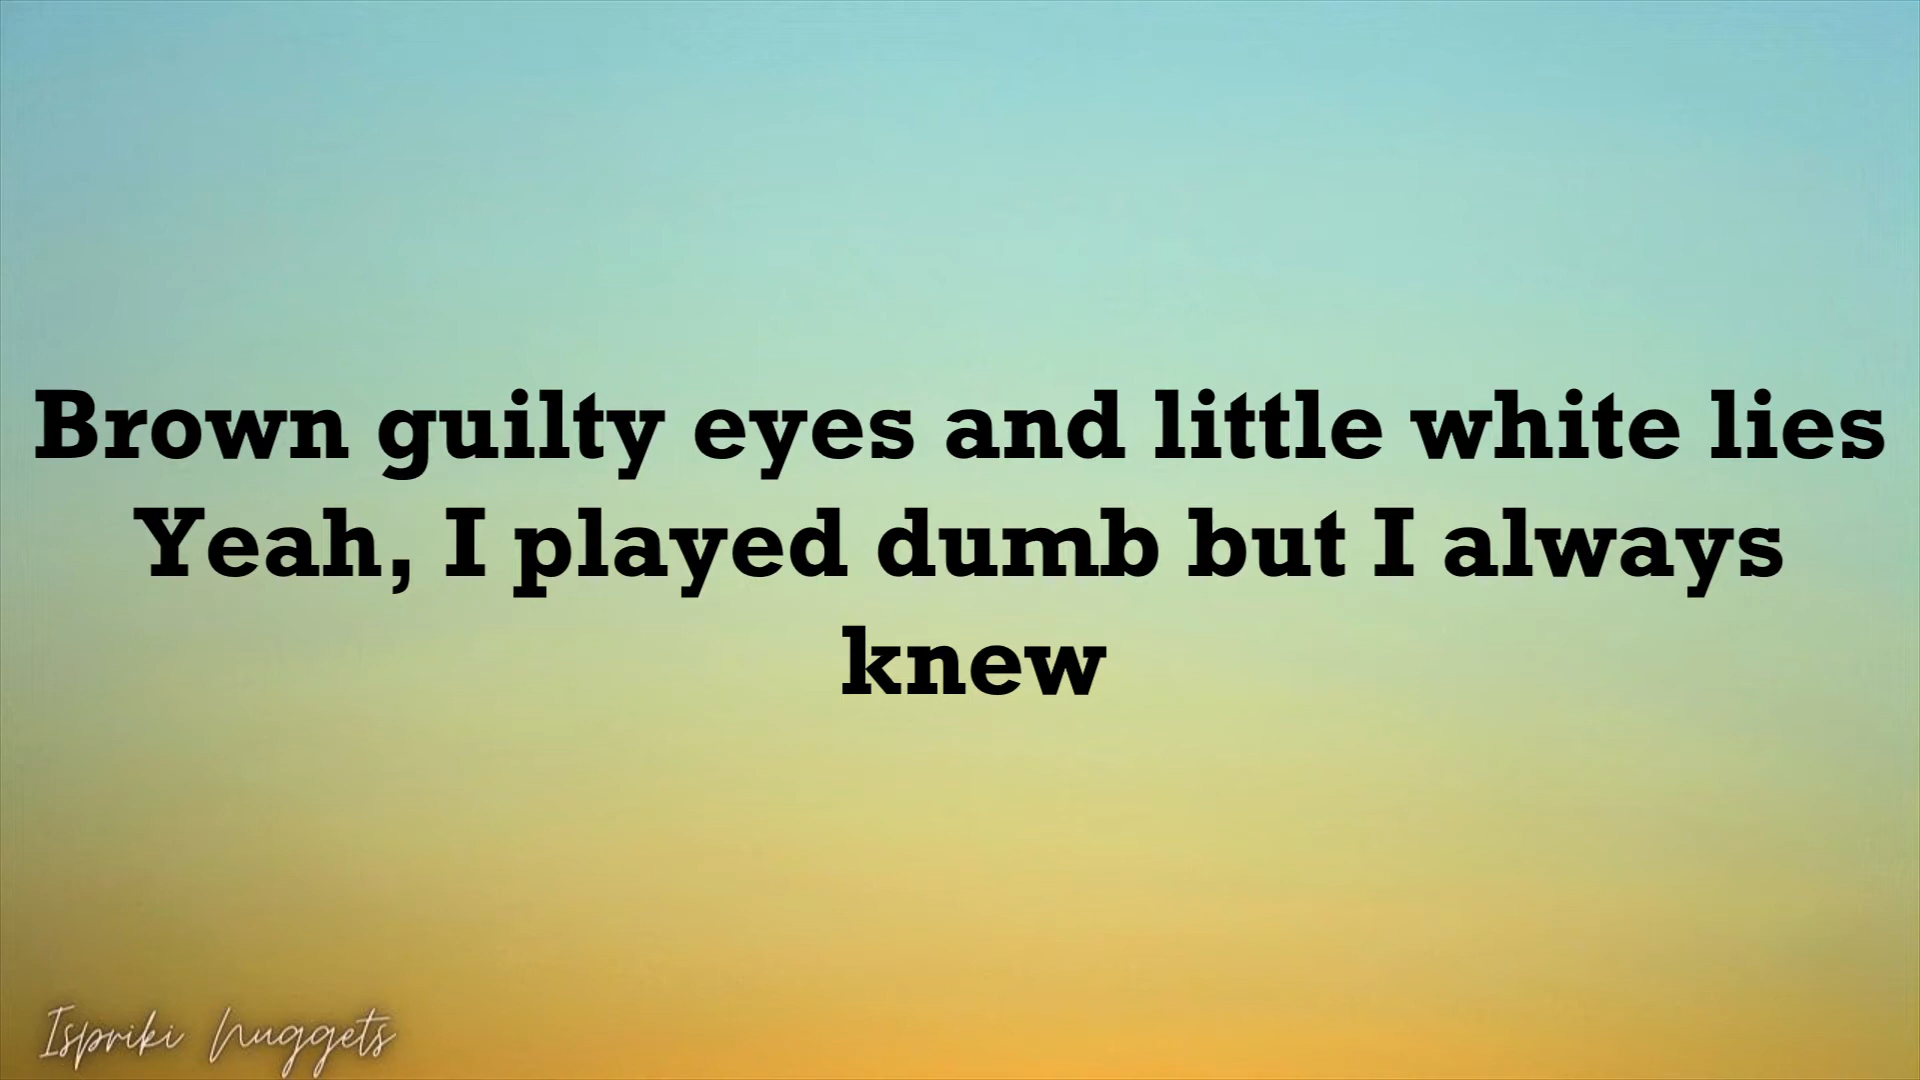 Brown guilty eyes and little white lies
Yeah, I played dumb but I always
knew
Ispriki Nuggets